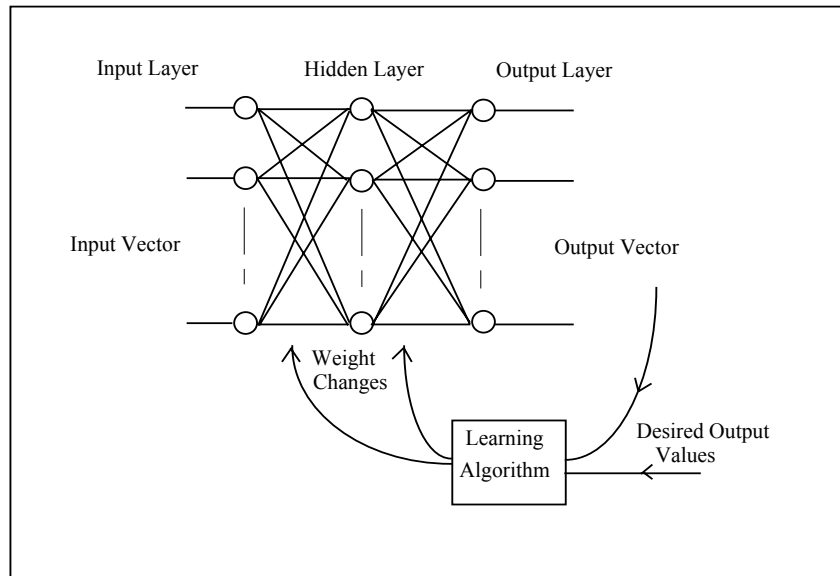 Input Layer
Hidden Layer
Output Layer
Input Vector
Output Vector
Weight
Changes
Learning
Algorithm
Desired Output
Values